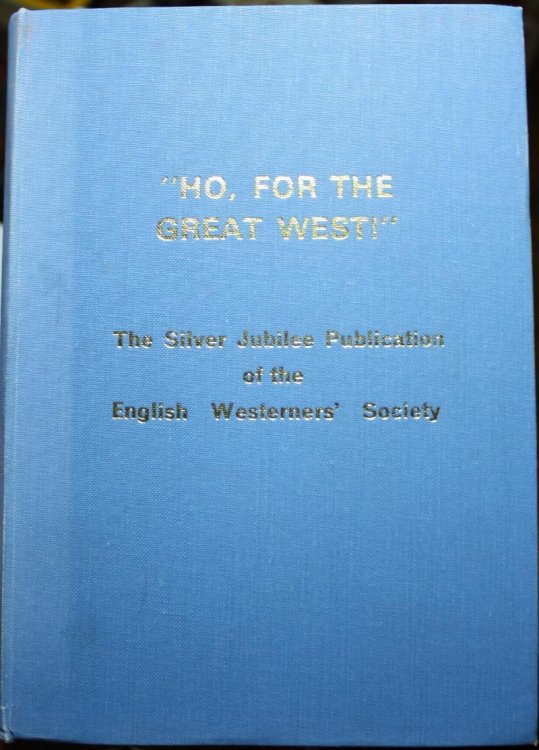 "HO, FOR THE
GREAT WEST!"
The Silver Jubilee Publication
of the
English Westerners' Society